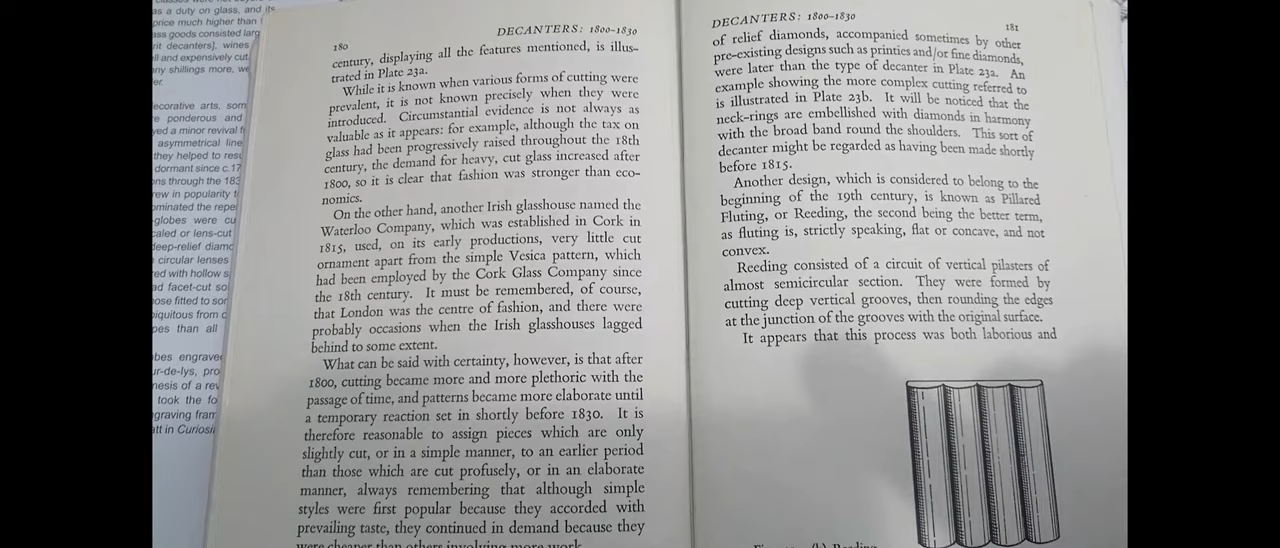 as a duty on glass, and its
price much higher than
ass goods consisted larg
rit decanters], wines
ll and expensively cut
ny shillings more, we
er.
ecorative arts, som
e ponderous and
yed a minor revival f
asymmetrical line
they helped to resu
dormant since c.17
ons through the 183
rew in popularity t
ominated the repe
globes were cu
caled or lens-cut
deep-relief diamo
circular lenses
ed with hollow s
ad facet-cut so
ose fitted to sor
biquitous from c
pes than all
bes engrave
ur-de-lys, pro
nesis of a rev
took the fo
graving fram
att in Curiosi
180
DECANTERS: 1800–1830
century, displaying all the features mentioned, is illus-
trated in Plate 23a.
While it is known when various forms of cutting were
prevalent, it is not known precisely when they were
introduced. Circumstantial evidence is not always as
valuable as it appears: for example, although the tax on
glass had been progressively raised throughout the 18th
century, the demand for heavy, cut glass increased after
1800, so it is clear that fashion was stronger than eco-
nomics.
On the other hand, another Irish glasshouse named the
Waterloo Company, which was established in Cork in
1815, used, on its early productions, very little cut
ornament apart from the simple Vesica pattern, which
had been employed by the Cork Glass Company since
the 18th century. It must be remembered, of course,
that London was the centre of fashion, and there were
probably occasions when the Irish glasshouses lagged
behind to some extent.
What can be said with certainty, however, is that after
1800, cutting became more and more plethoric with the
passage of time, and patterns became more elaborate until
a temporary reaction set in shortly before 1830. It is
therefore reasonable to assign pieces which are only
slightly cut, or in a simple manner, to an earlier period
than those which are cut profusely, or in an elaborate
manner, always remembering that although simple
styles were first popular because they accorded with
prevailing taste, they continued in demand because they
were cheaper than others involving more work.
DECANTERS: 1800–1830
181
of relief diamonds, accompanied sometimes by other
pre-existing designs such as printies and/or fine diamonds,
were later than the type of decanter in Plate 23a. An
example showing the more complex cutting referred to
is illustrated in Plate 23b. It will be noticed that the
neck-rings are embellished with diamonds in harmony
with the broad band round the shoulders. This sort of
decanter might be regarded as having been made shortly
before 1815.
Another design, which is considered to belong to the
beginning of the 19th century, is known as Pillared
Fluting, or Reeding, the second being the better term,
as fluting is, strictly speaking, flat or concave, and not
convex.
Reeding consisted of a circuit of vertical pilasters of
almost semicircular section. They were formed by
cutting deep vertical grooves, then rounding the edges
at the junction of the grooves with the original surface.
It appears that this process was both laborious and
(b) Reeding